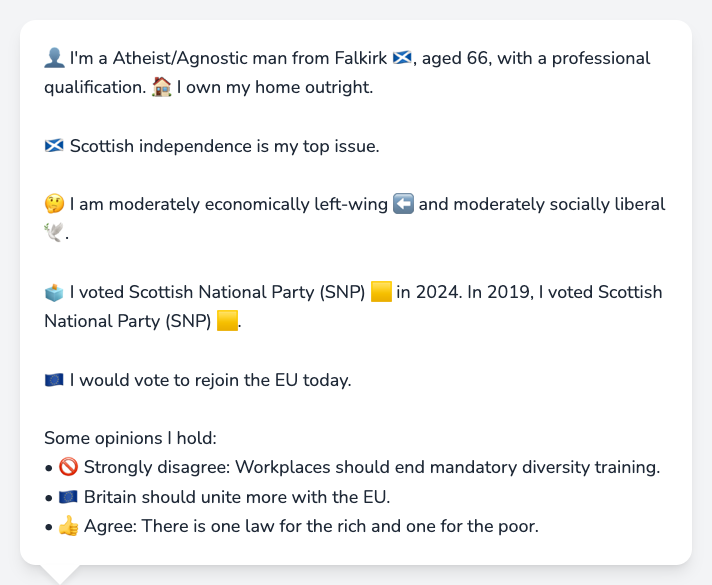 👤 I'm a Atheist/Agnostic man from Falkirk 🏴󠁧󠁢󠁳󠁣󠁴󠁿, aged 66, with a professional
qualification. 🏠 I own my home outright.
🏴󠁧󠁢󠁳󠁣󠁴󠁿 Scottish independence is my top issue.
🤔 I am moderately economically left-wing ⬅️ and moderately socially liberal
🕊️.
🗳️ I voted Scottish National Party (SNP) 🟨 in 2024. In 2019, I voted Scottish
National Party (SNP) 🟨.
🇪🇺 I would vote to rejoin the EU today.
Some opinions I hold:
• 🚫 Strongly disagree: Workplaces should end mandatory diversity training.
• 🇪🇺 Britain should unite more with the EU.
• 👍 Agree: There is one law for the rich and one for the poor.